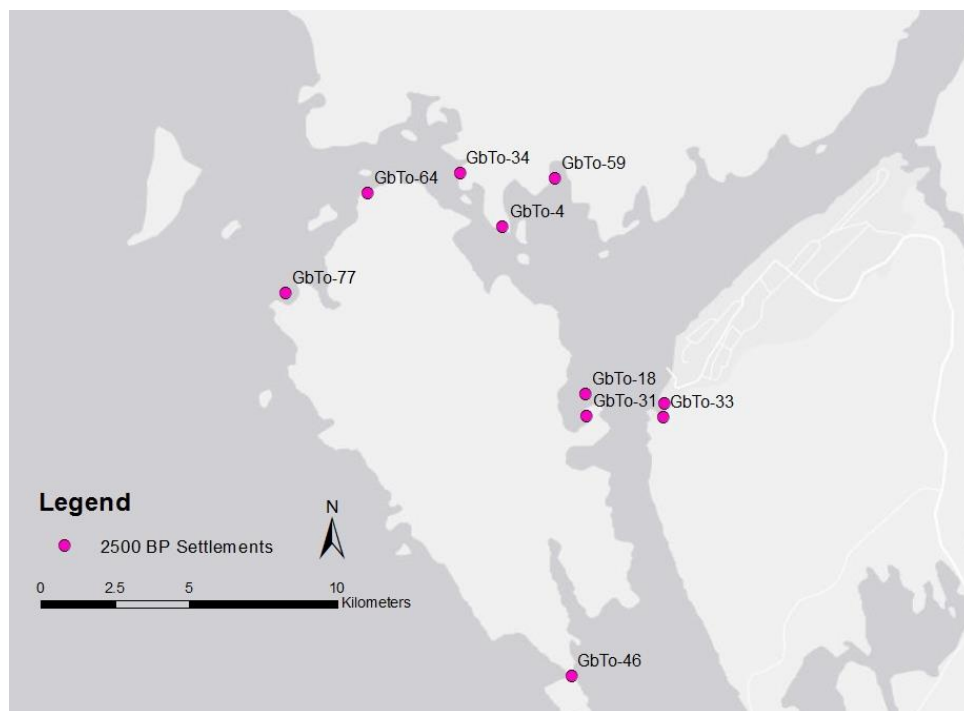 GbTo-34
GbTo-59
GbTo-64
GbTo-4
GbTo-77
GbTo-18
GbTo-31
GbTo-33
Legend
N
2500 BP Settlements
0 2.5 5 10
Kilometers
GbTo-46